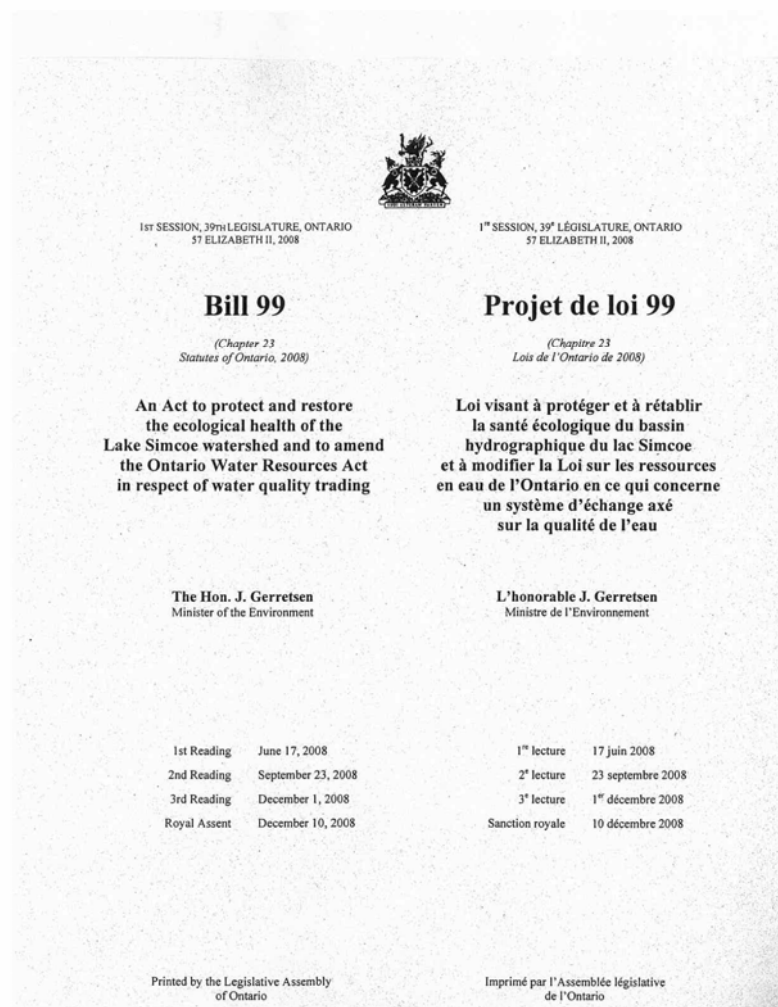 1ST SESSION, 39TH LEGISLATURE, ONTARIO
57 ELIZABETH II, 2008
Bill 99
(Chapter 23
Statutes of Ontario, 2008)
An Act to protect and restore
the ecological health of the
Lake Simcoe watershed and to amend
the Ontario Water Resources Act
in respect of water quality trading
The Hon. J. Gerretsen
Minister of the Environment
1st Reading June 17, 2008
2nd Reading September 23, 2008
3rd Reading December 1, 2008
Royal Assent December 10, 2008
Printed by the Legislative Assembly
of Ontario
1re SESSION, 39e LÉGISLATURE, ONTARIO
57 ELIZABETH II, 2008
Projet de loi 99
(Chapitre 23
Lois de l'Ontario de 2008)
Loi visant à protéger et à rétablir
la santé écologique du bassin
hydrographique du lac Simcoe
et à modifier la Loi sur les ressources
en eau de l'Ontario en ce qui concerne
un système d'échange axé
sur la qualité de l'eau
L'honorable J. Gerretsen
Ministre de l'Environnement
1re lecture 17 juin 2008
2e lecture 23 septembre 2008
3e lecture 1er décembre 2008
Sanction royale 10 décembre 2008
Imprimé par l'Assemblée législative
de l'Ontario